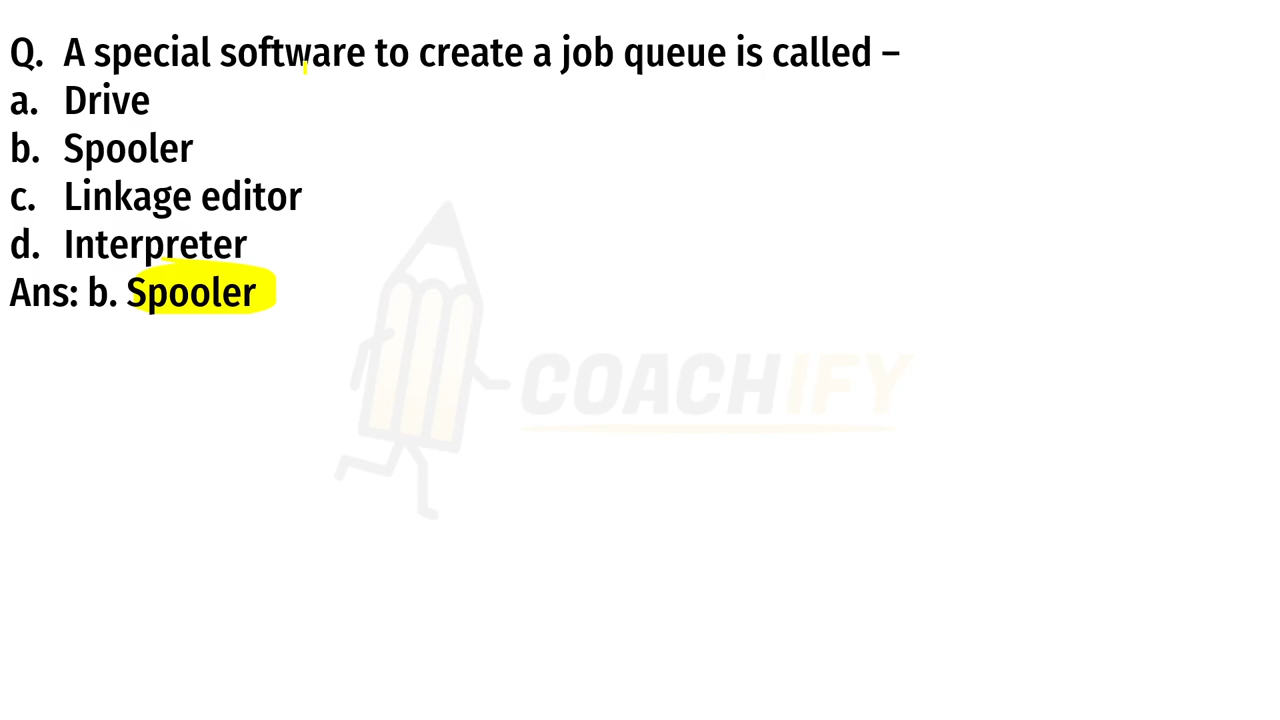 Q. A special software to create a job queue is called –
a. Drive
b. Spooler
c. Linkage editor
d. Interpreter
Ans: b. Spooler
COACHIFY